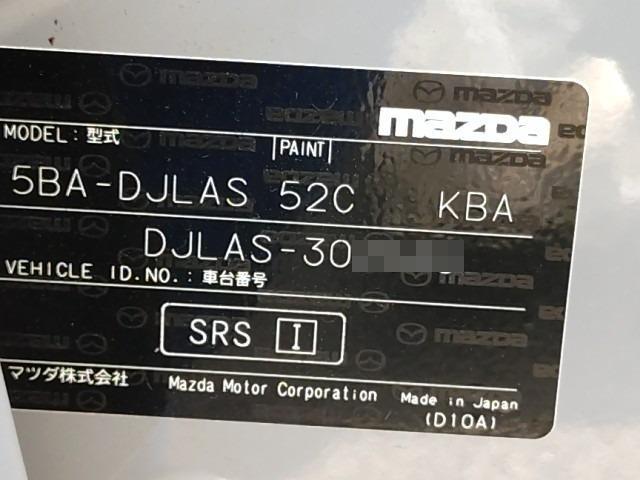 mazda
MODEL : 型式 PAINT
5BA-DJLAS 52C KBA
DJLAS-30
VEHICLE ID.NO. : 車台番号
SRS I
マツダ株式会社 Mazda Motor Corporation Made in Japan
(D10A)